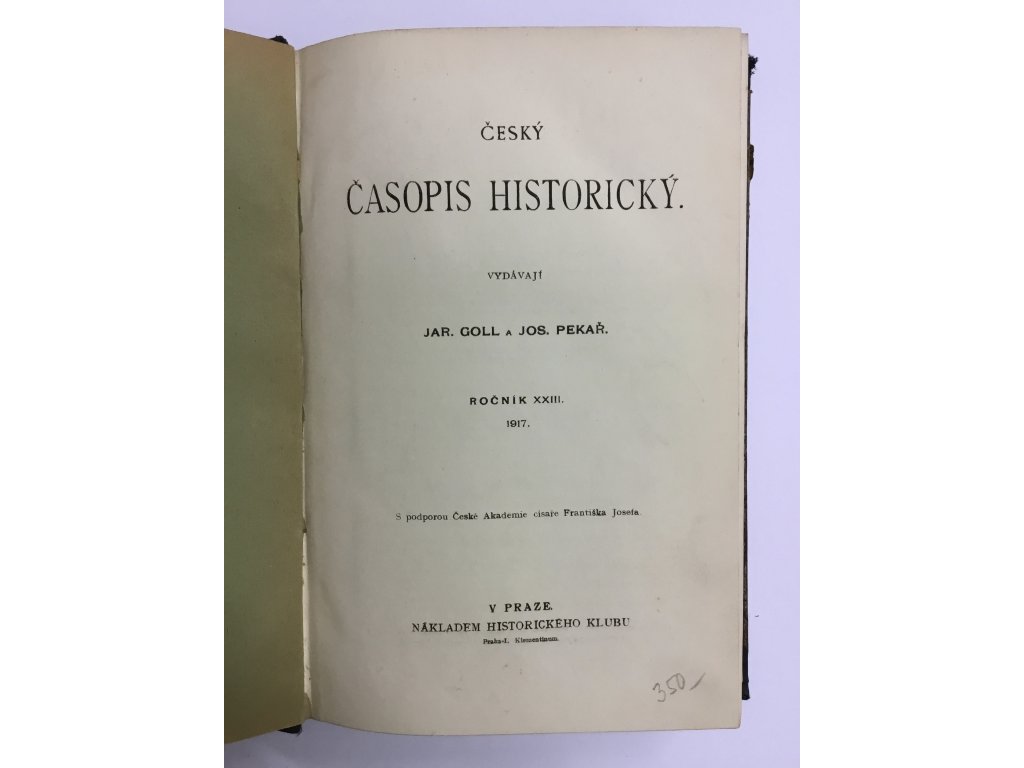 ČESKÝ
ČASOPIS HISTORICKÝ.
VYDÁVAJÍ
JAR. GOLL A JOS. PEKAŘ.
ROČNÍK XXIII.
1917.
S podporou České Akademie císaře Františka Josefa.
V PRAZE.
NÁKLADEM HISTORICKÉHO KLUBU
Praha-I. Klementinum.
350,-